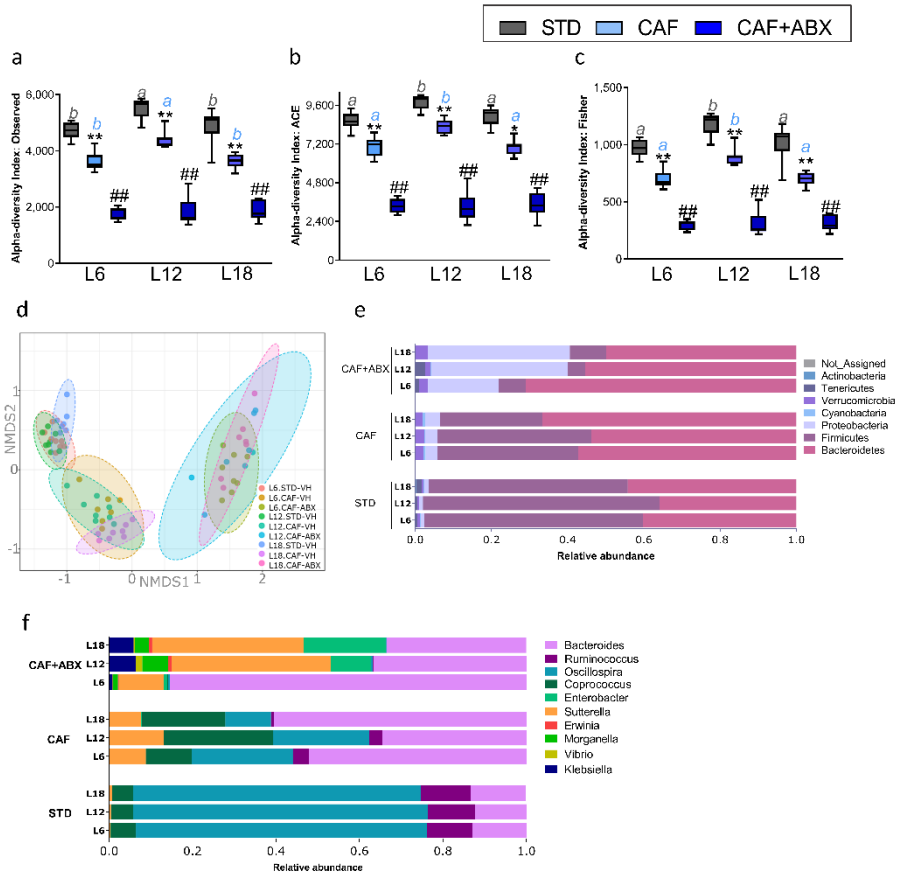 STD CAF CAF+ABX
a
Alpha-diversity Index: Observed
6,000
4,000
2,000
0
b
b
**
##
a
a
**
##
b
b
**
##
L6 L12 L18
b
Alpha-diversity Index: ACE
9,600
7,200
4,800
2,400
0
a
a
**
##
b
b
**
##
a
a
*
##
L6 L12 L18
c
Alpha-diversity Index: Fisher
1,500
1,000
500
0
a
a
**
##
b
b
**
##
a
a
**
##
L6 L12 L18
d
NMDS2
1
0
-1
-1 0 1 2
NMDS1
L6.STD-VH
L6.CAF-VH
L6.CAF-ABX
L12.STD-VH
L12.CAF-VH
L12.CAF-ABX
L18.STD-VH
L18.CAF-VH
L18.CAF-ABX
e
CAF+ABX
L18
L12
L6
CAF
L18
L12
L6
STD
L18
L12
L6
0.0 0.2 0.4 0.6 0.8 1.0
Relative abundance
Not_Assigned
Actinobacteria
Tenericutes
Verrucomicrobia
Cyanobacteria
Proteobacteria
Firmicutes
Bacteroidetes
f
CAF+ABX
L18
L12
L6
CAF
L18
L12
L6
STD
L18
L12
L6
0.0 0.2 0.4 0.6 0.8 1.0
Relative abundance
Bacteroides
Ruminococcus
Oscillospira
Coprococcus
Enterobacter
Sutterella
Erwinia
Morganella
Vibrio
Klebsiella